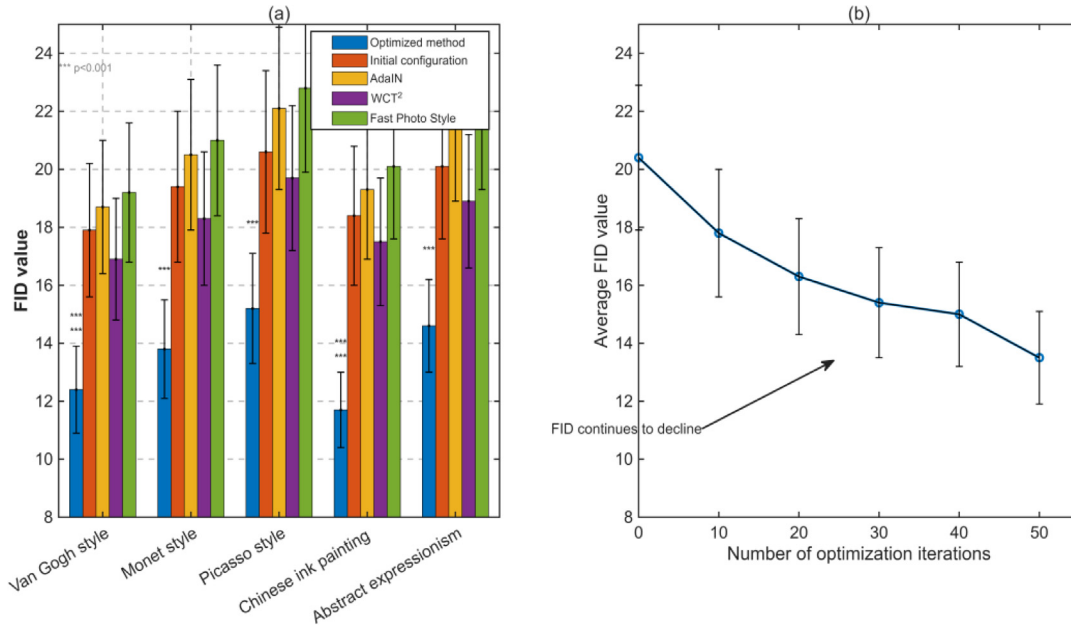 (a)
24
22
20
18
16
14
12
10
8
FID value
*** p<0.001
Optimized method
Initial configuration
AdaIN
WCT²
Fast Photo Style
***
***
***
***
***
***
***
Van Gogh style
Monet style
Picasso style
Chinese ink painting
Abstract expressionism
(b)
24
22
20
18
16
14
12
10
8
Average FID value
FID continues to decline
0
10
20
30
40
50
Number of optimization iterations